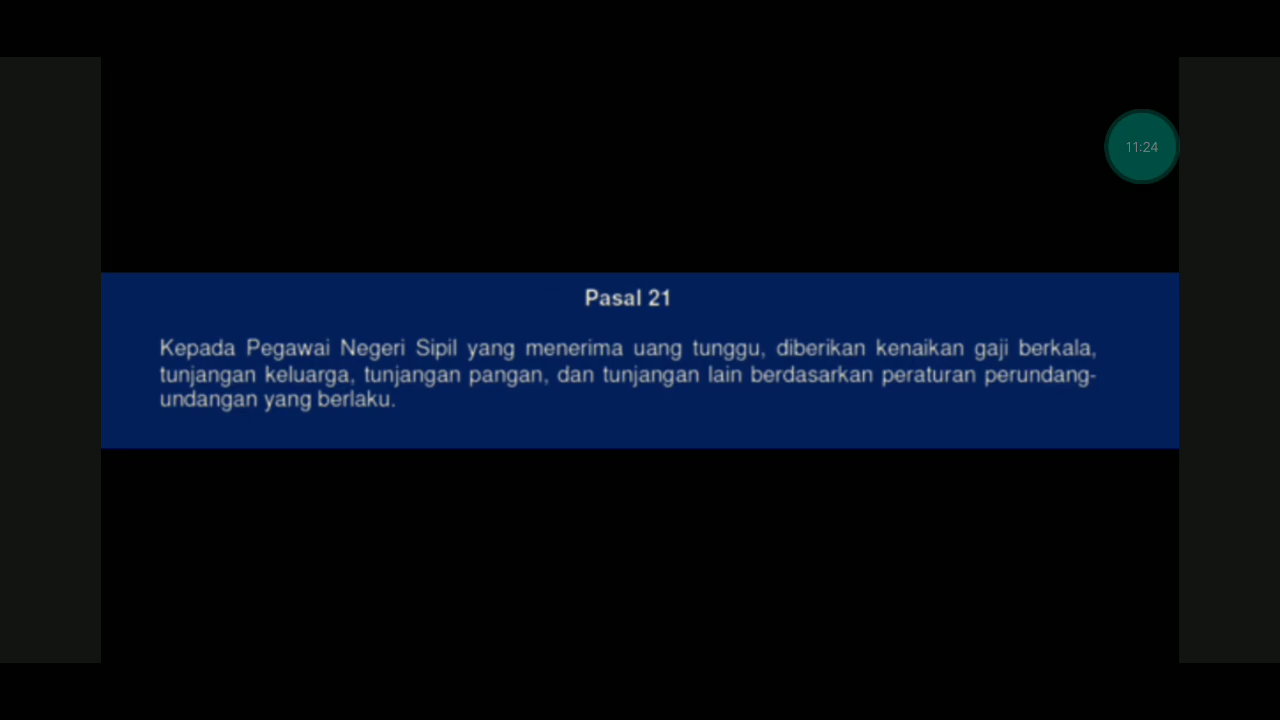 11:24
Pasal 21
Kepada Pegawai Negeri Sipil yang menerima uang tunggu, diberikan kenaikan gaji berkala,
tunjangan keluarga, tunjangan pangan, dan tunjangan lain berdasarkan peraturan perundang-
undangan yang berlaku.